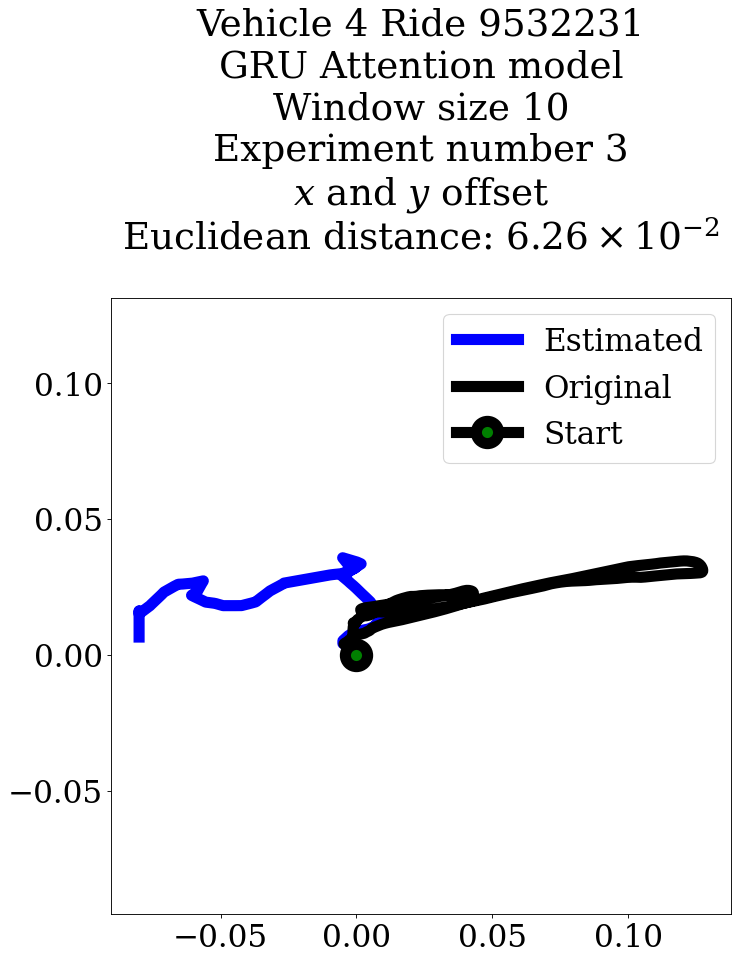 Vehicle 4 Ride 9532231
GRU Attention model
Window size 10
Experiment number 3
x and y offset
Euclidean distance: 6.26 × 10⁻²
Estimated
Original
Start
0.10
0.05
0.00
−0.05
−0.05 0.00 0.05 0.10